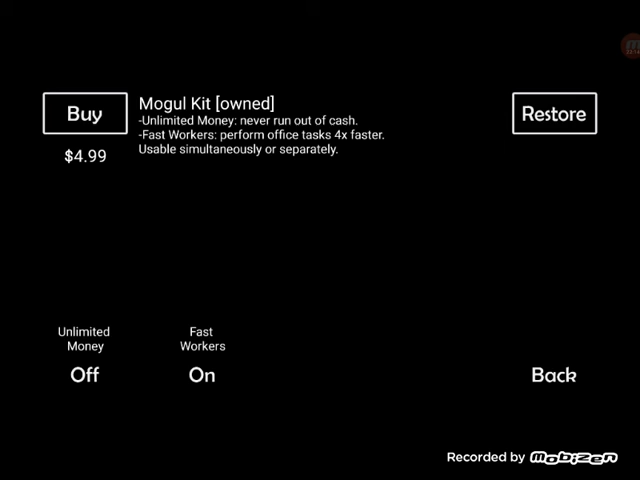 Buy
$4.99
Mogul Kit [owned]
-Unlimited Money: never run out of cash.
-Fast Workers: perform office tasks 4x faster.
Usable simultaneously or separately.
Restore
Unlimited
Money
Off
Fast
Workers
On
Back
Recorded by mobizen